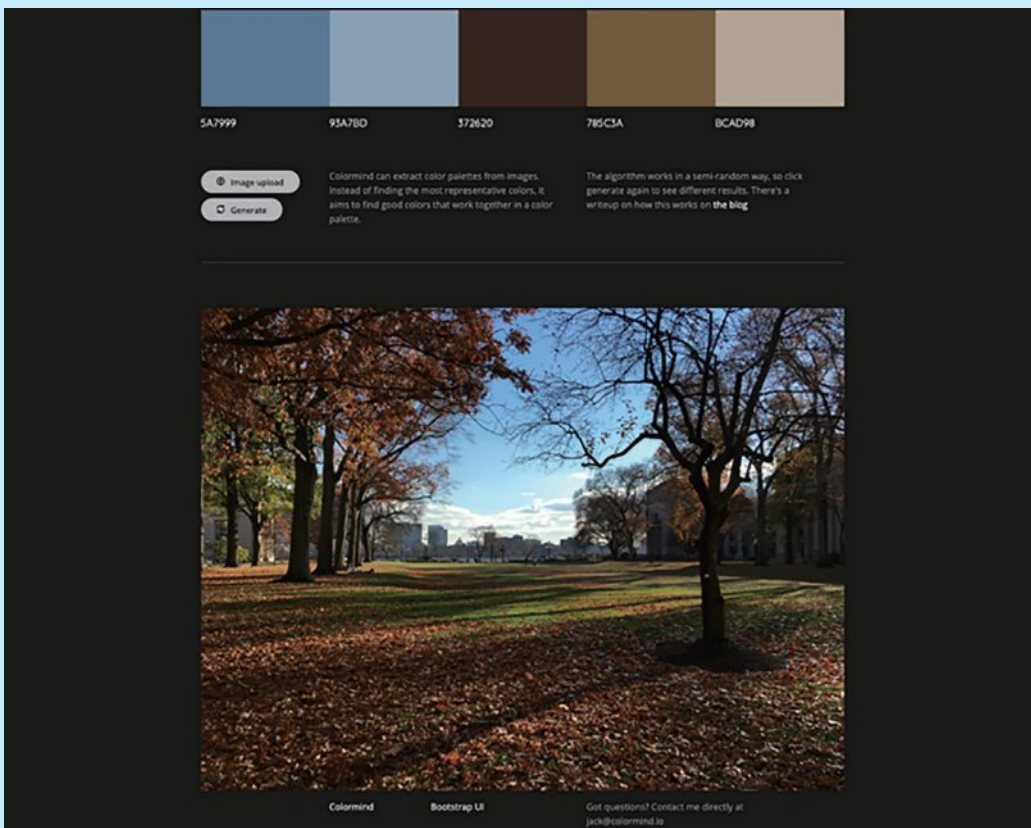 5A7999
93A7BD
372620
785C3A
BCAD98
Image upload
Generate
Colormind can extract color palettes from images.
Instead of finding the most representative colors, it
aims to find good colors that work together in a color
palette.
The algorithm works in a semi-random way, so click
generate again to see different results. There's a
writeup on how this works on the blog
Colormind
Bootstrap UI
Got questions? Contact me directly at
jack@colormind.io